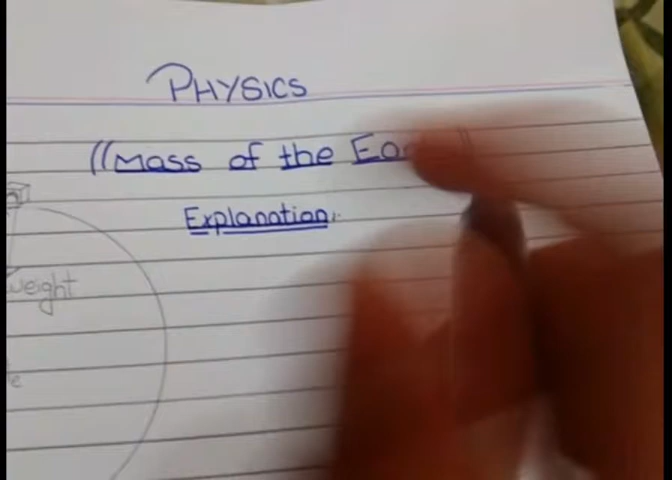 PHYSICS
((Mass of the
Explanation.
weight